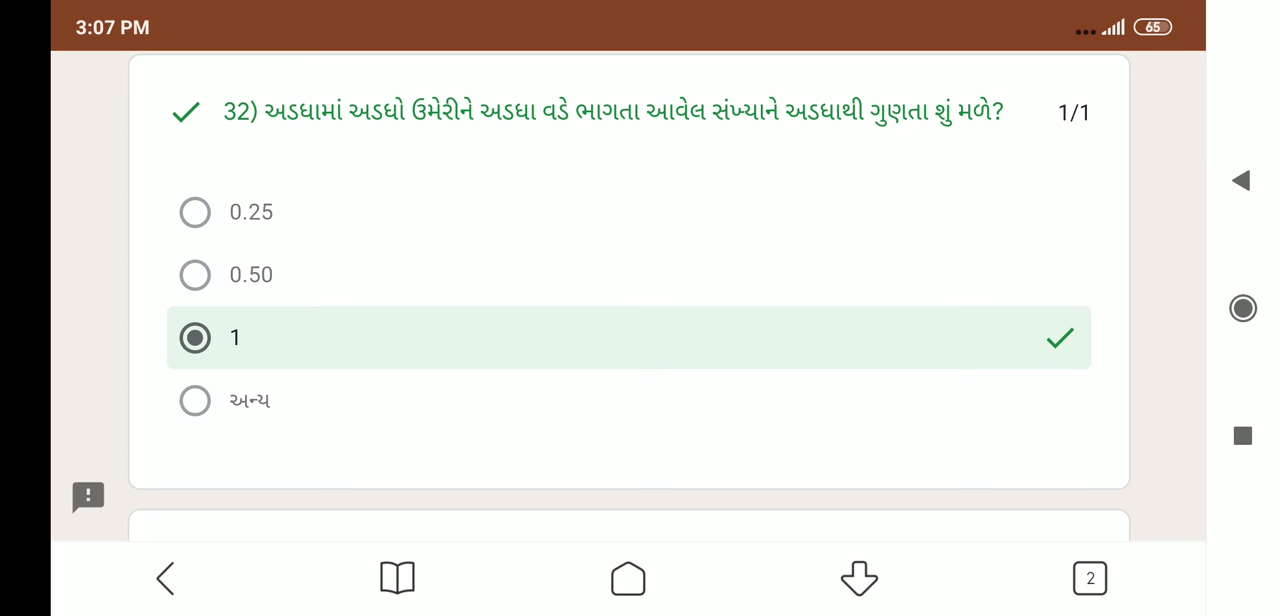 3:07 PM
65
32) અડધામાં અડધો ઉમેરીને અડધા વડે ભાગતા આવેલ સંખ્યાને અડધાથી ગુણતા શું મળે?
1/1
0.25
0.50
1
અન્ય
2